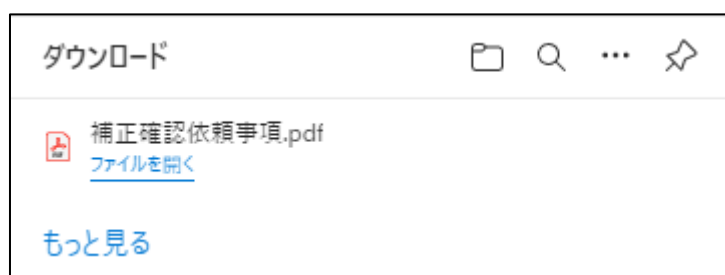 ダウンロード
補正確認依頼事項.pdf
ファイルを開く
もっと見る